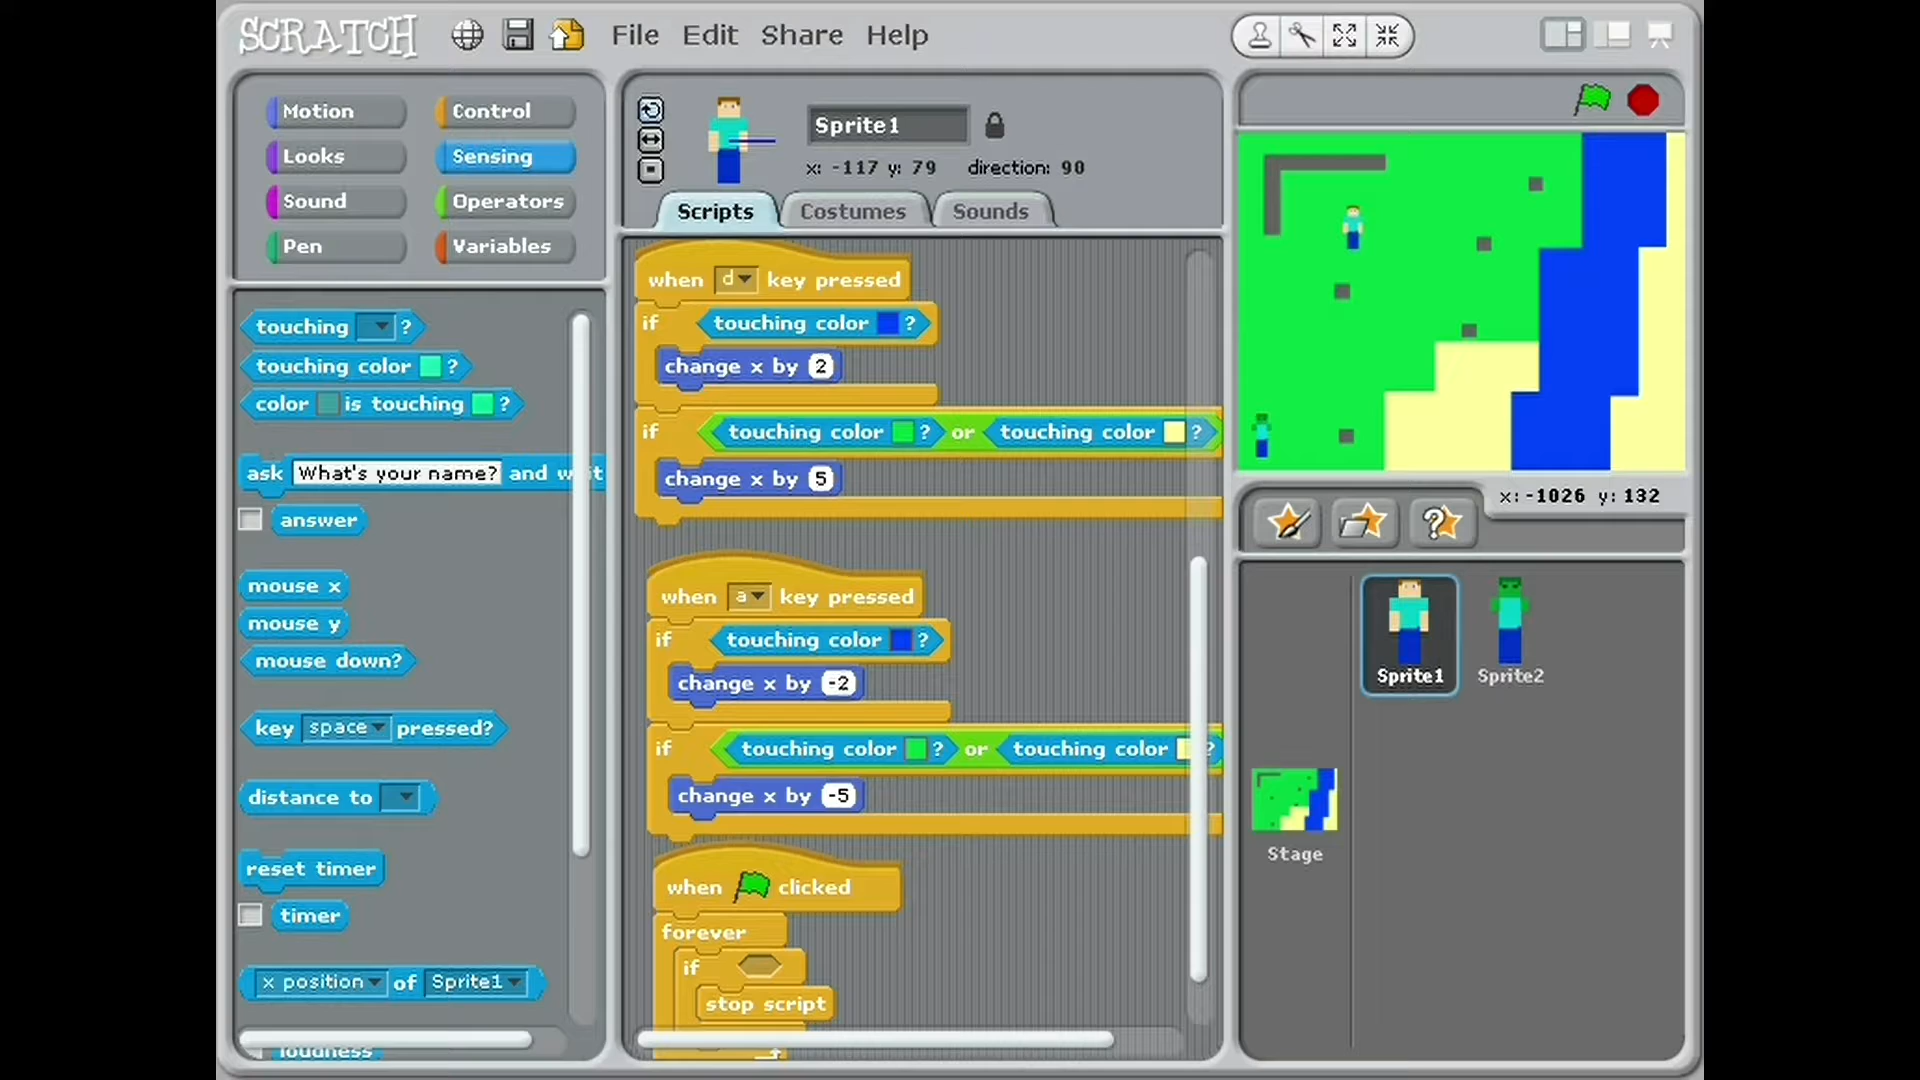 SCRATCH
File Edit Share Help
Motion
Control
Looks
Sensing
Sound
Operators
Pen
Variables
touching ?
touching color ?
color is touching ?
ask What's your name? and w it
answer
mouse x
mouse y
mouse down?
key space pressed?
distance to
reset timer
timer
x position of Sprite1
loudness
Sprite1
x: -117 y: 79 direction: 90
Scripts Costumes Sounds
when d key pressed
if touching color ?
change x by 2
if touching color ? or touching color ?
change x by 5
when a key pressed
if touching color ?
change x by -2
if touching color ? or touching color ?
change x by -5
when clicked
forever
if
stop script
x: -1026 y: 132
Sprite1
Sprite2
Stage